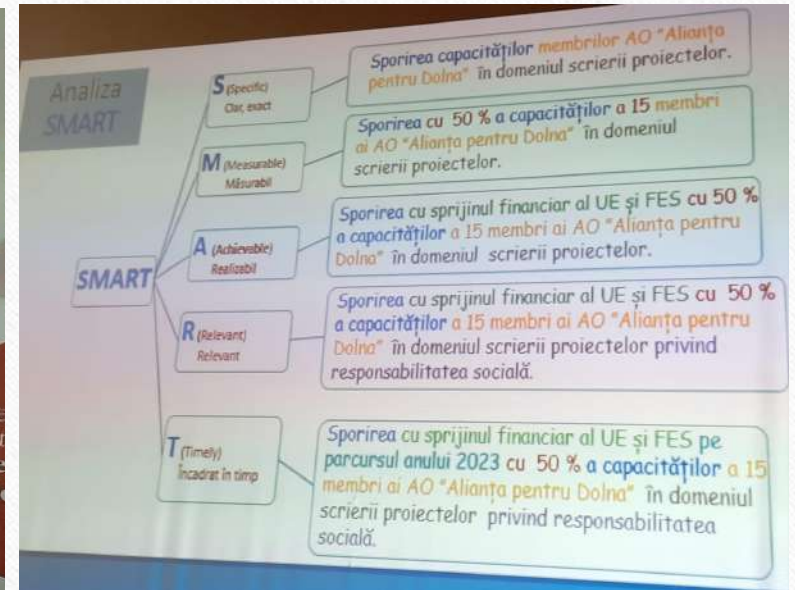 Analiza
SMART
SMART
S (Specific)
Clar, exact
Sporirea capacităților membrilor AO "Alianța
pentru Dolna" în domeniul scrierii proiectelor.
M (Measurable)
Măsurabil
Sporirea cu 50 % a capacităților a 15 membri
ai AO "Alianța pentru Dolna" în domeniul
scrierii proiectelor.
A (Achievable)
Realizabil
Sporirea cu sprijinul financiar al UE și FES cu 50 %
a capacităților a 15 membri ai AO "Alianța pentru
Dolna" în domeniul scrierii proiectelor.
R (Relevant)
Relevant
Sporirea cu sprijinul financiar al UE și FES cu 50 %
a capacităților a 15 membri ai AO "Alianța pentru
Dolna" în domeniul scrierii proiectelor privind
responsabilitatea socială.
T (Timely)
Încadrat în timp
Sporirea cu sprijinul financiar al UE și FES pe
parcursul anului 2023 cu 50 % a capacităților a 15
membri ai AO "Alianța pentru Dolna" în domeniul
scrierii proiectelor privind responsabilitatea
socială.